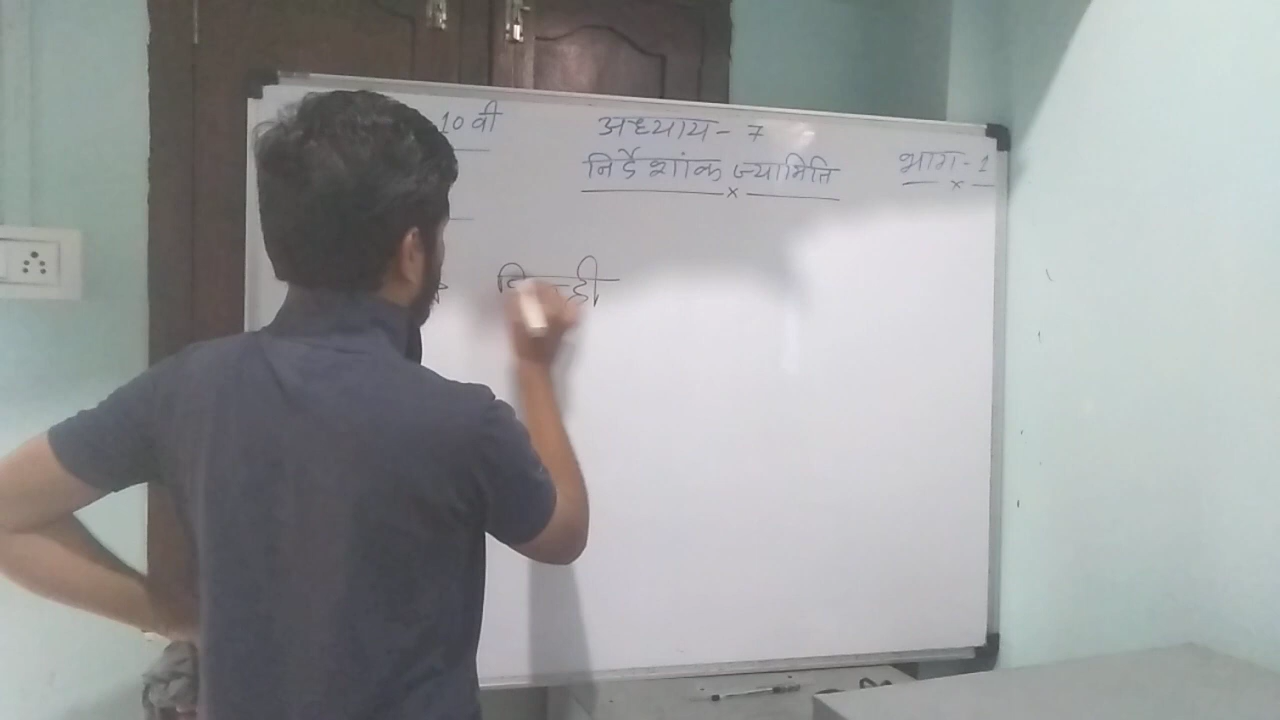 10 वी
अध्याय - 7
निर्देशांक ज्यामिति
भाग - 1
x
x